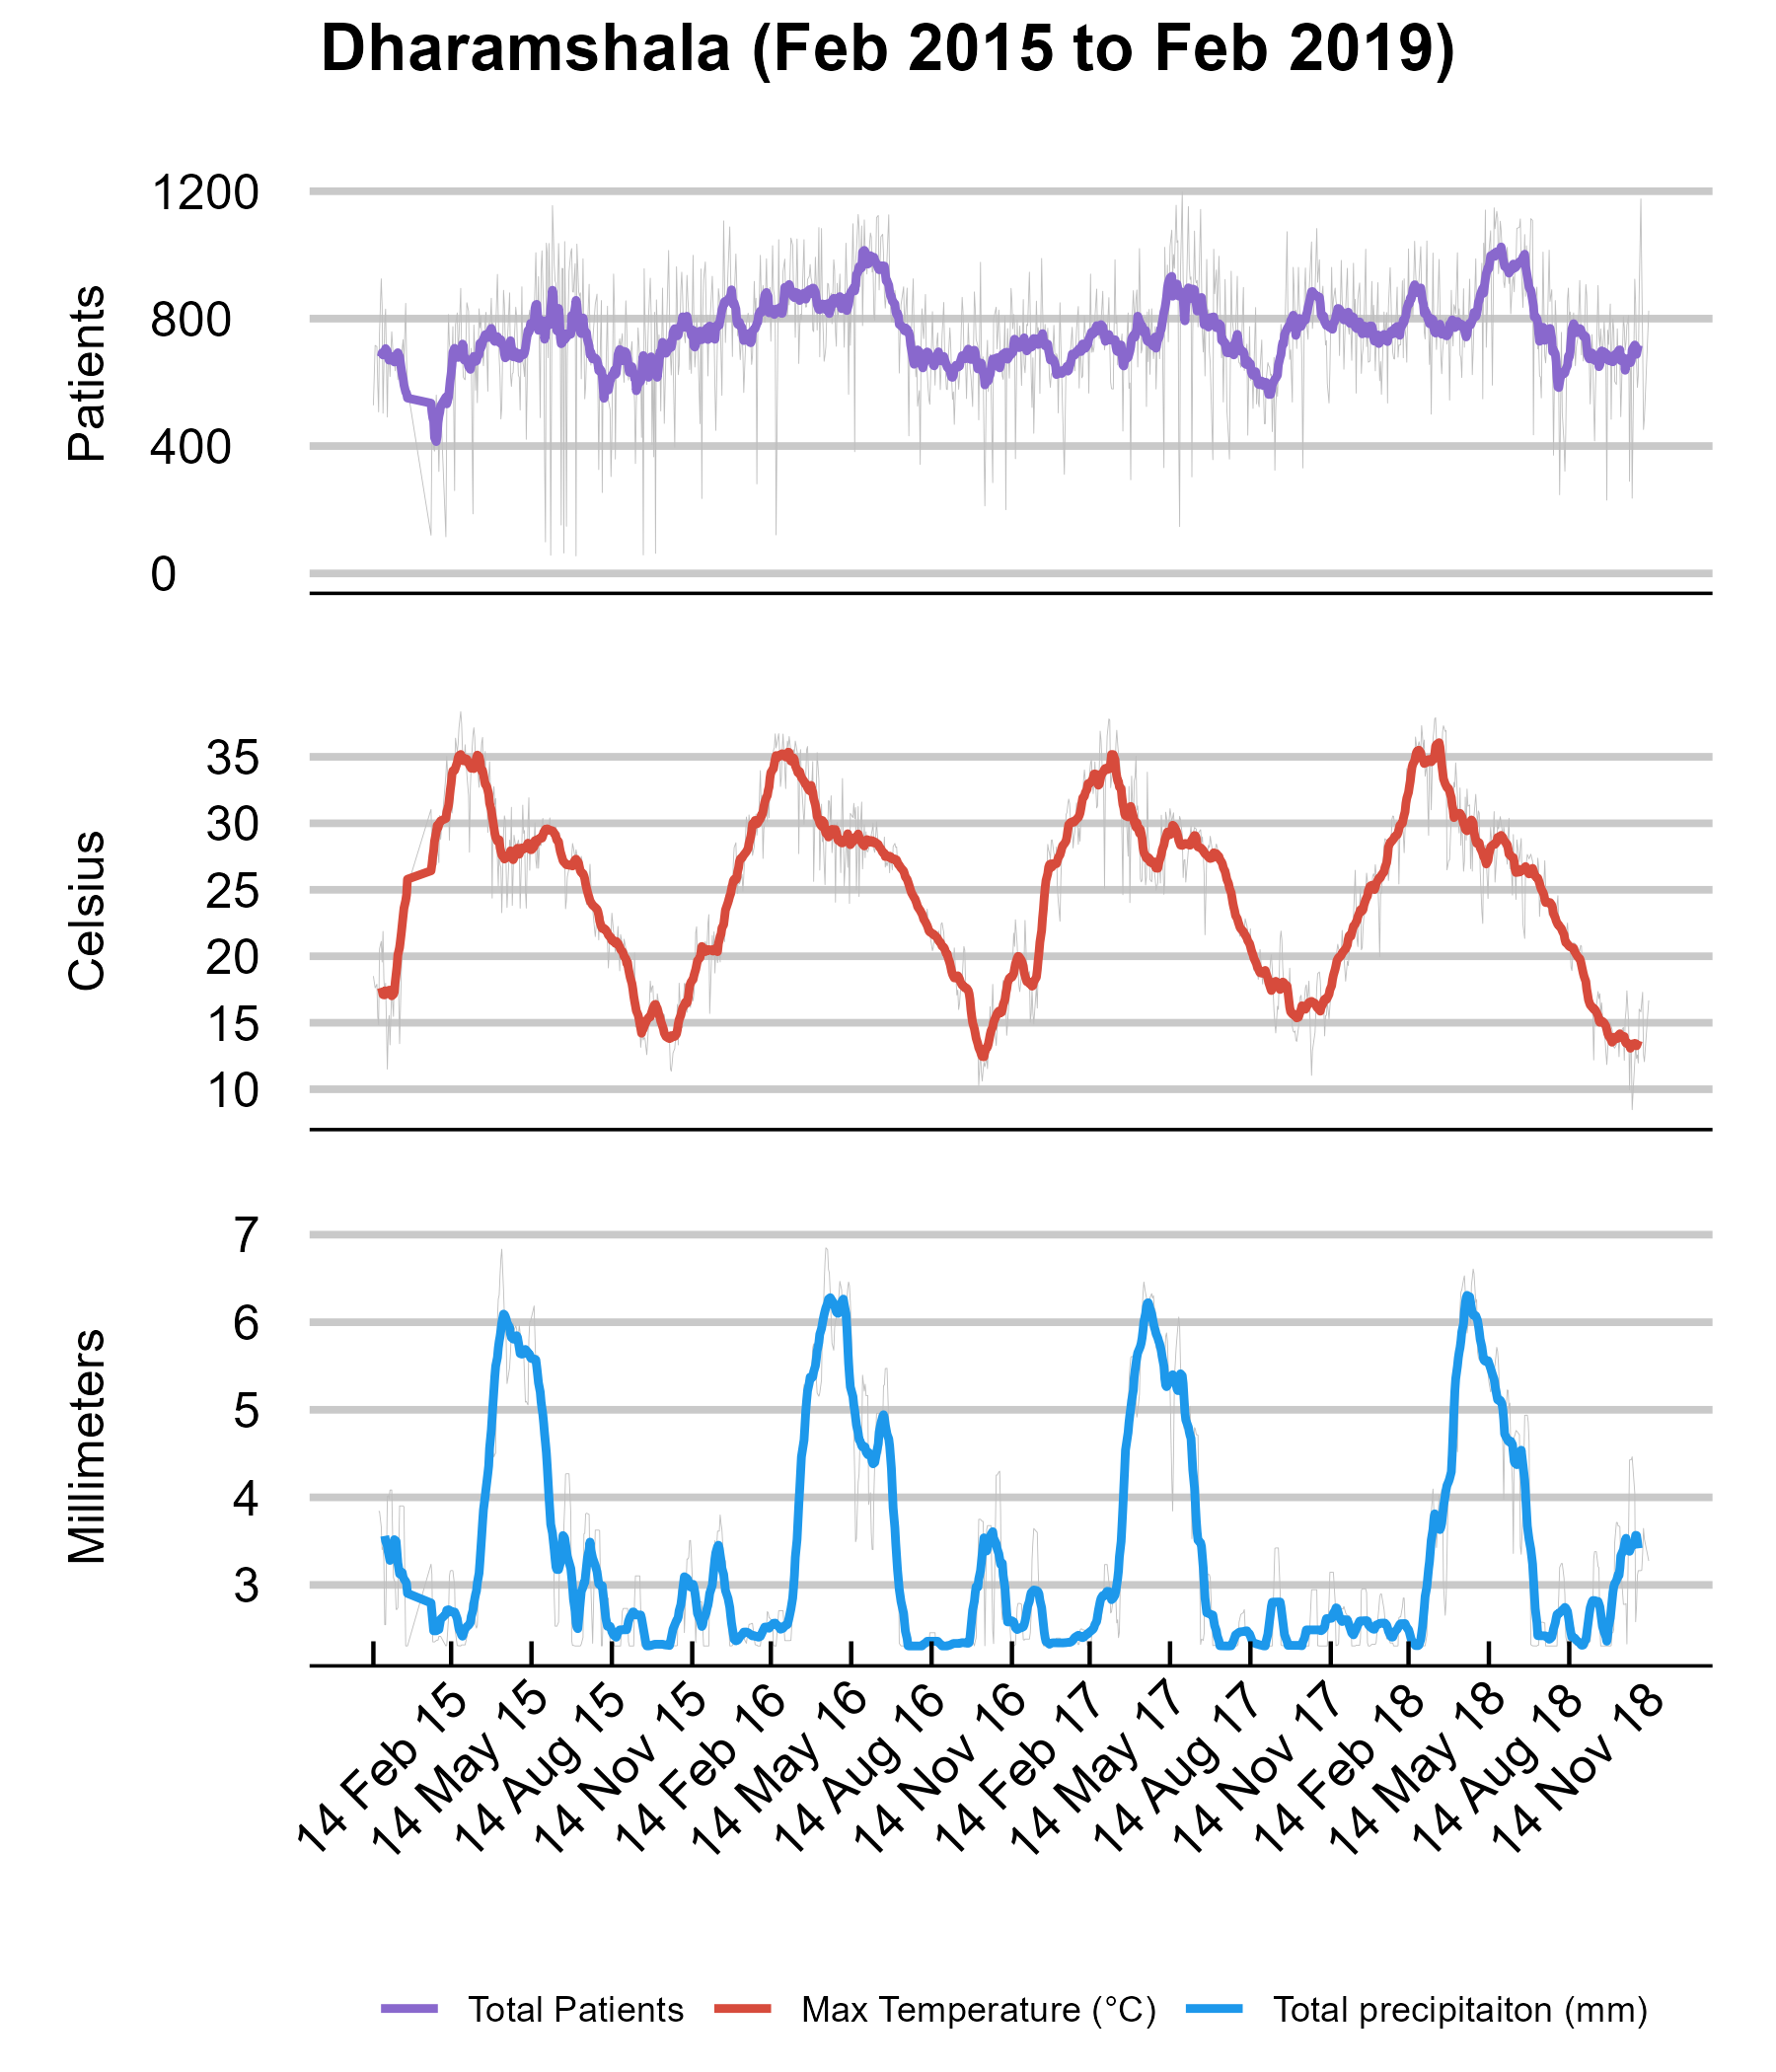 Dharamshala (Feb 2015 to Feb 2019)
Patients
1200
800
400
0
Celsius
35
30
25
20
15
10
Millimeters
7
6
5
4
3
14 Feb 15
14 May 15
14 Aug 15
14 Nov 15
14 Feb 16
14 May 16
14 Aug 16
14 Nov 16
14 Feb 17
14 May 17
14 Aug 17
14 Nov 17
14 Feb 18
14 May 18
14 Aug 18
14 Nov 18
Total Patients
Max Temperature (°C)
Total precipitaiton (mm)